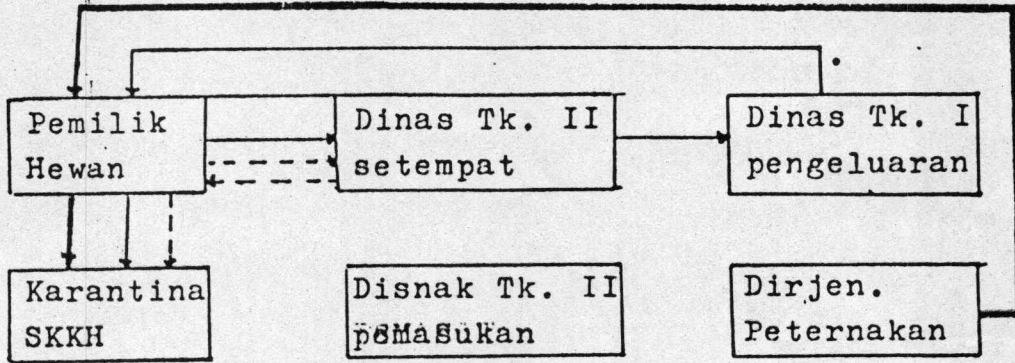 Pemilik
Hewan
Dinas Tk. II
setempat
Dinas Tk. I
pengeluaran
Karantina
SKKH
Disnak Tk. II
pemasukan
Dirjen.
Peternakan